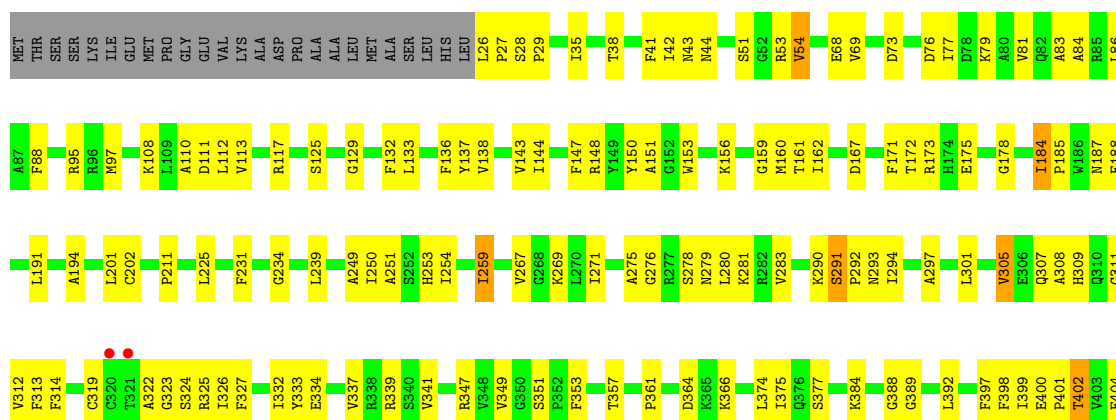 MET THR SER SER LYS ILE GLU MET PRO GLY GLU VAL LYS ALA ASP PRO ALA ALA LEU MET ALA SER LEU HIS LEU L26 P27 S28 P29 I35 T38 F41 I42 N43 N44 S51 G52 R53 V54 E68 V69 D73 D76 I77 D78 K79 A80 V81 Q82 A83 A84 R85 L86
A87 F88 R95 R96 M97 K108 L109 A110 D111 L112 V113 R117 S125 G129 F132 L133 F136 Y137 V138 V143 I144 F147 R148 Y149 Y150 A151 G152 W153 K156 G159 M160 T161 I162 D167 F171 T172 R173 H174 E175 G178 I184 P185 W186 N187
L191 A194 L201 C202 P211 L225 F231 G234 L239 A249 I250 A251 S252 H253 I254 I259 V267 G268 K269 L270 I271 A275 G276 R277 S278 N279 L280 K281 R282 V283 K290 S291 P292 N293 I294 A297 L301 V305 E306 Q307 A308 H309 Q310
V312 F313 F314 C319 C320 T321 A322 G323 S324 R325 I326 F327 I332 Y333 E334 V337 R338 R339 S340 V341 R347 V348 V349 G350 S351 P352 F353 T357 P361 D364 K365 K366 L374 I375 Q376 S377 K384 G388 G389 L392 F397 F398 I399 E400 P401 T402 V403